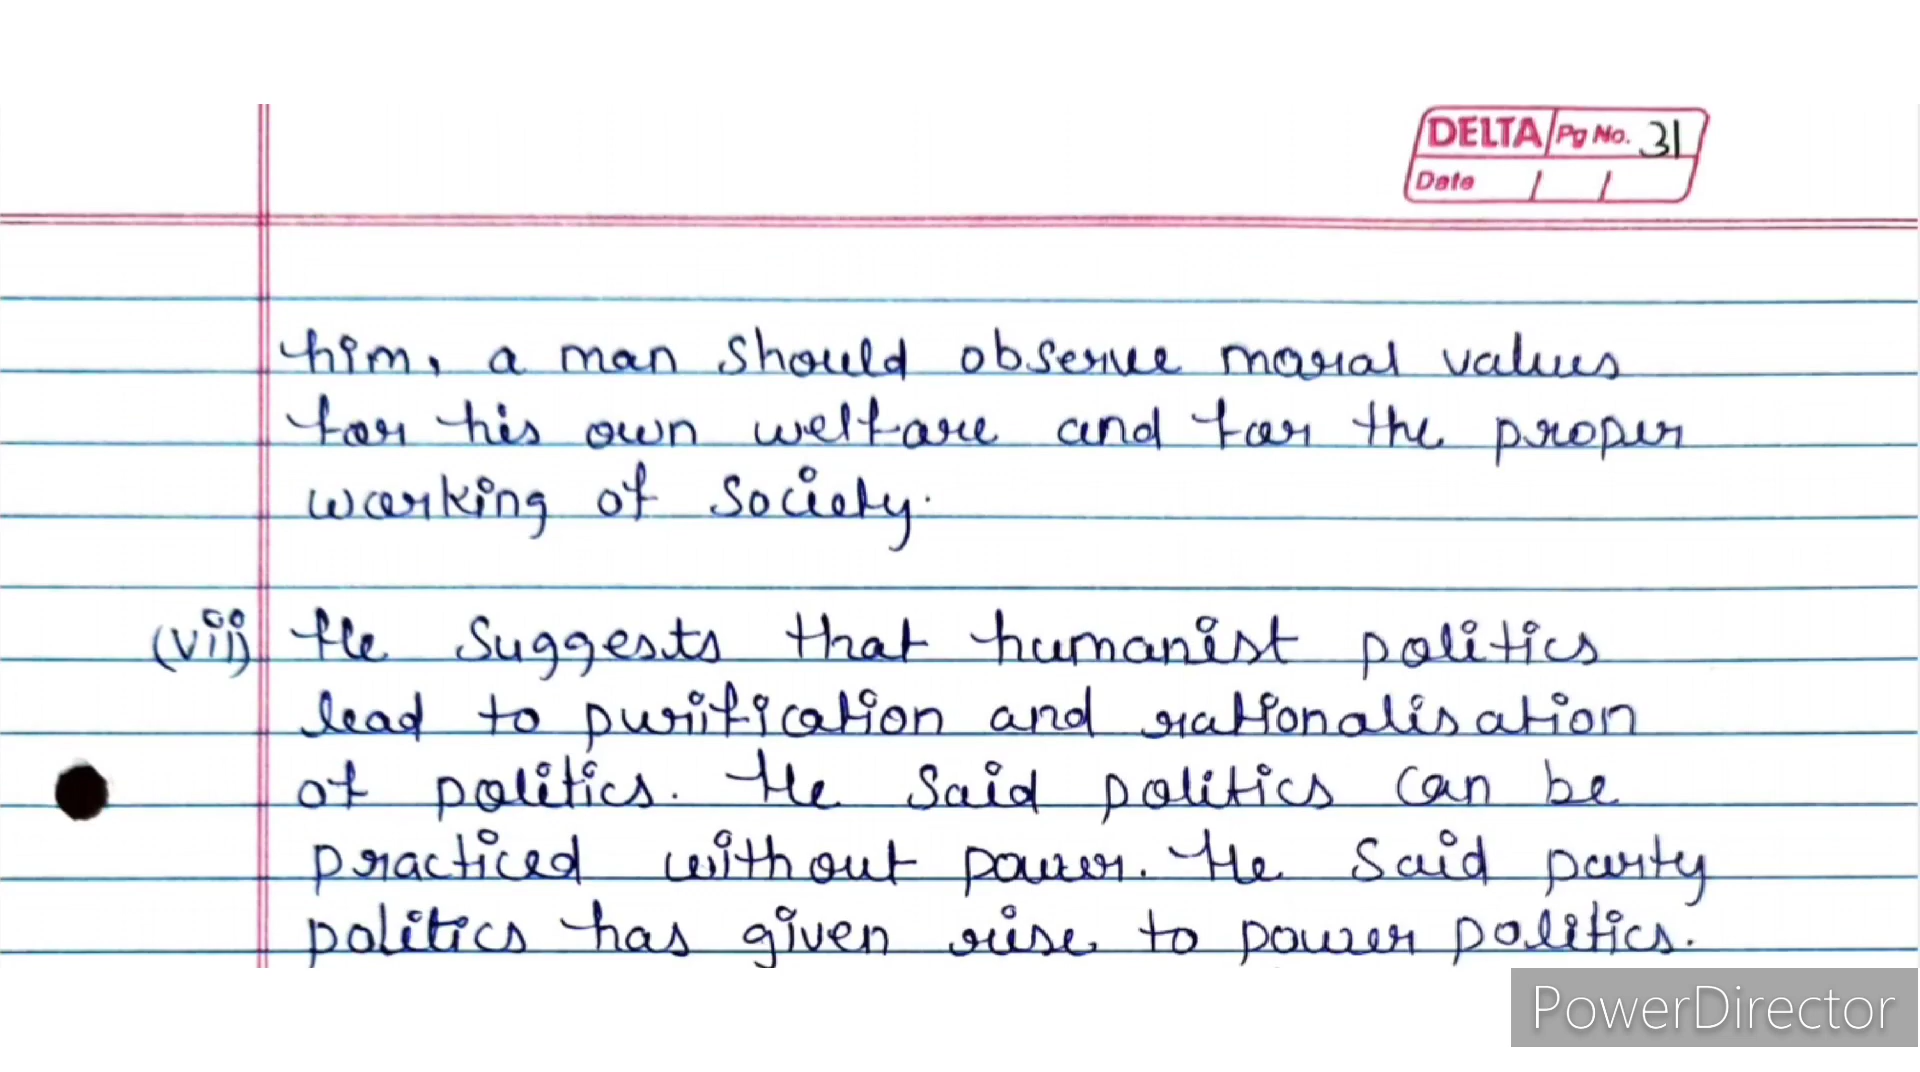 DELTA Pg No. 31
Date / /
him, a man should observe moral values
for his own welfare and for the proper
working of society.
(vii) He suggests that humanist politics
lead to purification and rationalisation
of politics. He said politics can be
practiced without power. He said party
politics has given rise to power politics.
PowerDirector